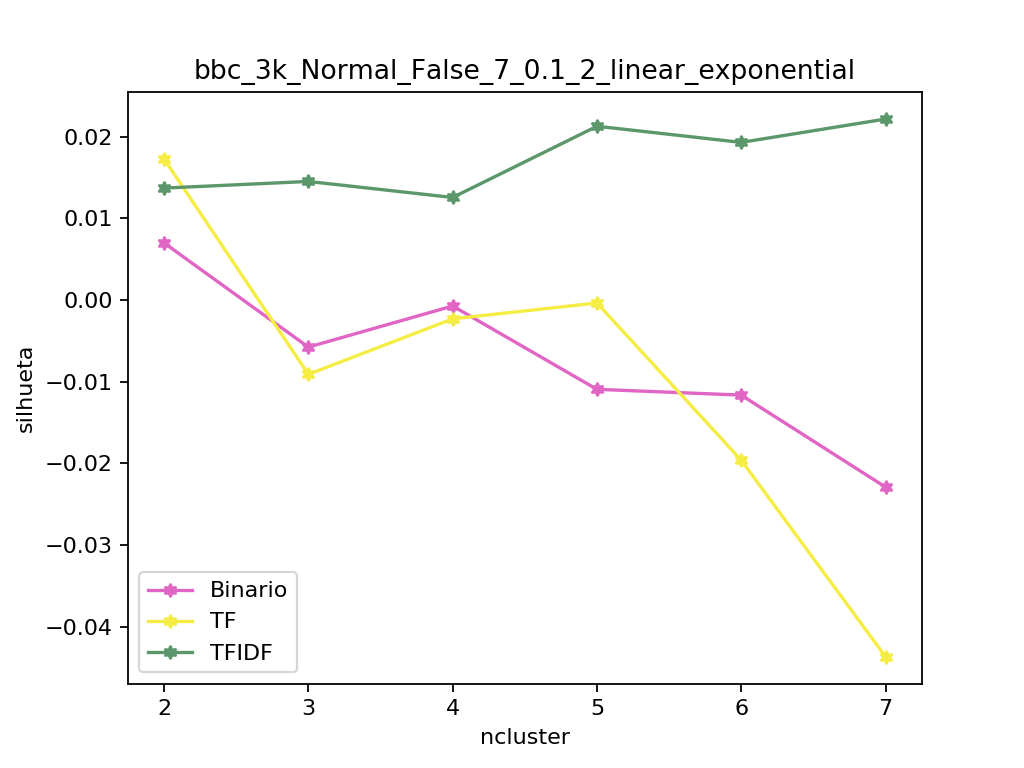 bbc_3k_Normal_False_7_0.1_2_linear_exponential
silhueta
0.02
0.01
0.00
−0.01
−0.02
−0.03
−0.04
Binario
TF
TFIDF
2 3 4 5 6 7
ncluster